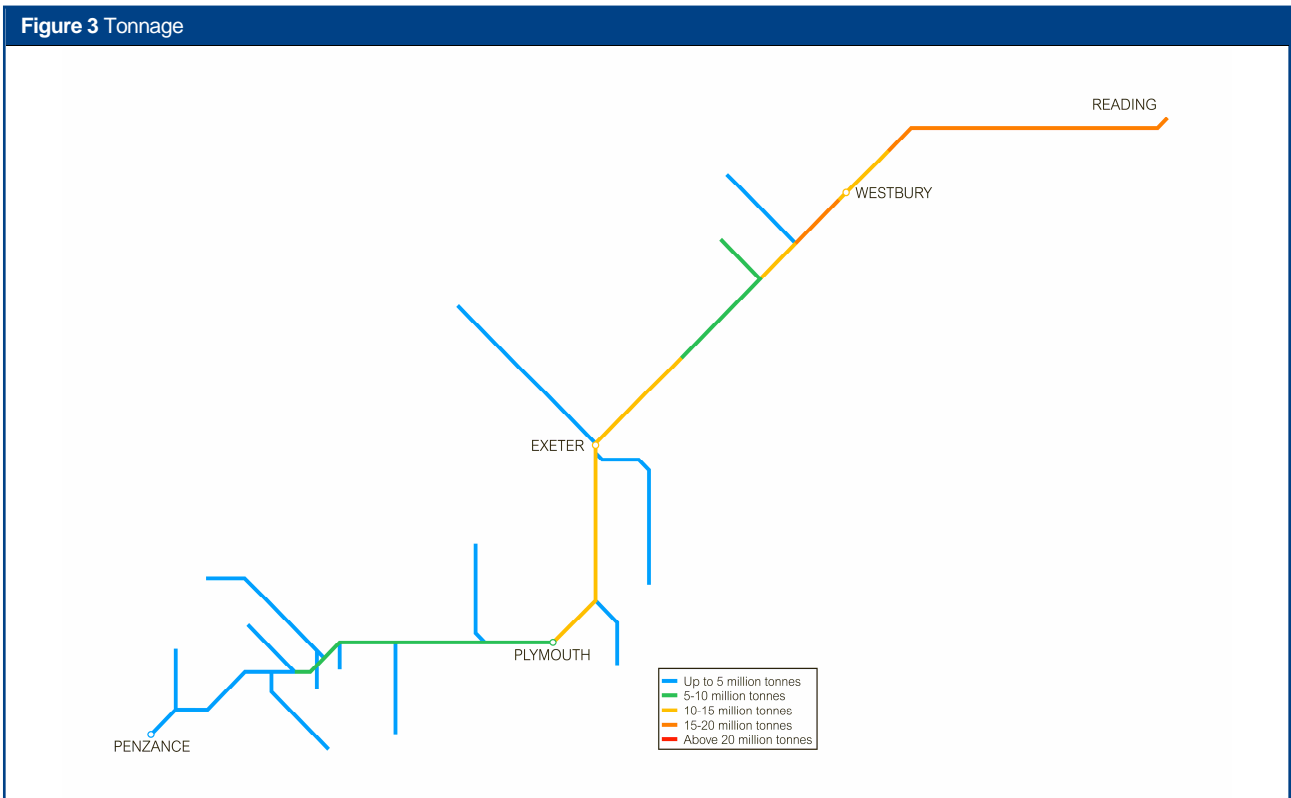 Figure 3 Tonnage
READING
WESTBURY
EXETER
PLYMOUTH
PENZANCE
Up to 5 million tonnes
5-10 million tonnes
10-15 million tonnes
15-20 million tonnes
Above 20 million tonnes